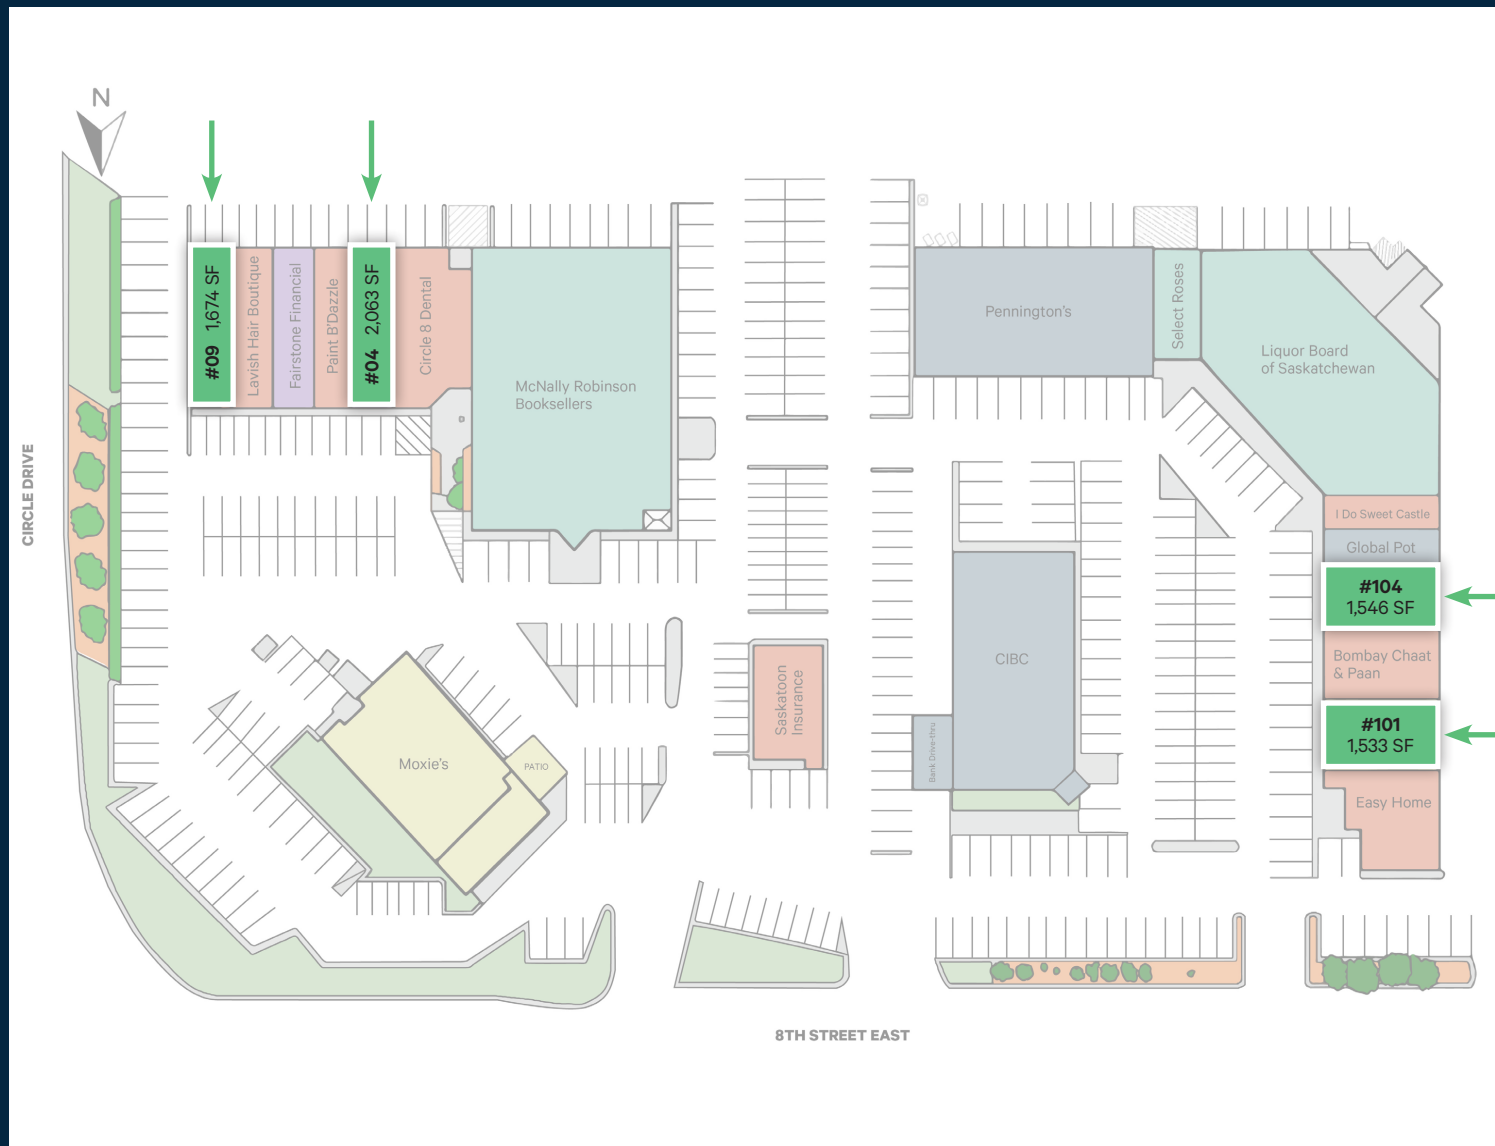 N
CIRCLE DRIVE
#09 1,674 SF
Lavish Hair Boutique
Fairstone Financial
Paint B'Dazzle
#04 2,063 SF
Circle 8 Dental
McNally Robinson
Booksellers
Pennington's
Select Roses
Liquor Board
of Saskatchewan
I Do Sweet Castle
Global Pot
#104
1,546 SF
Bombay Chaat
& Paan
#101
1,533 SF
Easy Home
CIBC
Bank Drive-thru
Saskatoon
Insurance
Moxie's
PATIO
8TH STREET EAST